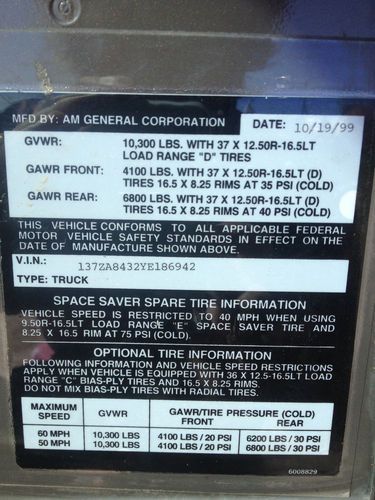 MFD BY: AM GENERAL CORPORATION DATE: 10/19/99
GVWR: 10,300 LBS. WITH 37 X 12.50R-16.5LT
LOAD RANGE "D" TIRES
GAWR FRONT: 4100 LBS. WITH 37 X 12.50R-16.5LT (D)
TIRES 16.5 X 8.25 RIMS AT 35 PSI (COLD)
GAWR REAR: 6800 LBS. WITH 37 X 12.50R-16.5LT (D)
TIRES 16.5 X 8.25 RIMS AT 40 PSI (COLD)
THIS VEHICLE CONFORMS TO ALL APPLICABLE FEDERAL
MOTOR VEHICLE SAFETY STANDARDS IN EFFECT ON THE
DATE OF MANUFACTURE SHOWN ABOVE.
V.I.N.: 137ZA8432YE186942
TYPE: TRUCK
SPACE SAVER SPARE TIRE INFORMATION
VEHICLE SPEED IS RESTRICTED TO 40 MPH WHEN USING
9.50R-16.5LT LOAD RANGE "E" SPACE SAVER TIRE AND
8.25 X 16.5 RIM AT 75 PSI (COLD).
OPTIONAL TIRE INFORMATION
FOLLOWING INFORMATION AND VEHICLE SPEED RESTRICTIONS
APPLY WHEN VEHICLE IS EQUIPPED WITH 36 X 12.5-16.5LT LOAD
RANGE "C" BIAS-PLY TIRES AND 16.5 X 8.25 RIMS.
DO NOT MIX BIAS-PLY TIRES WITH RADIAL TIRES.
MAXIMUM SPEED GVWR GAWR/TIRE PRESSURE (COLD)
FRONT REAR
60 MPH 10,300 LBS 4100 LBS / 20 PSI 6200 LBS / 30 PSI
50 MPH 10,300 LBS 4100 LBS / 20 PSI 6800 LBS / 30 PSI
6008829